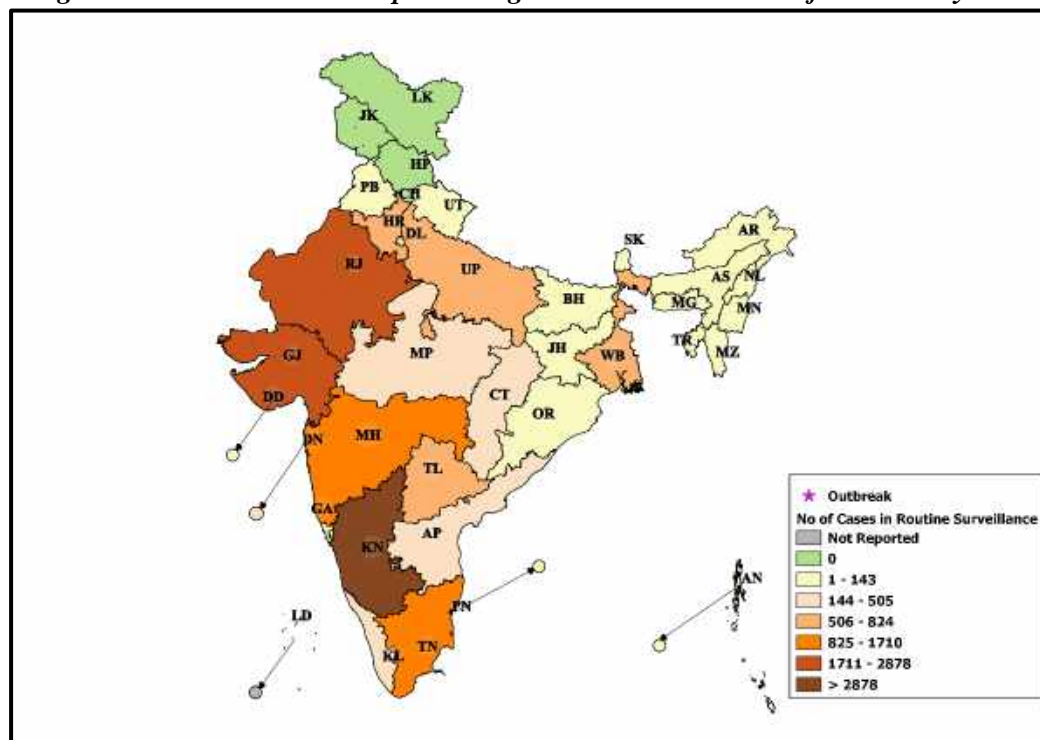 LK
JK
HP
PB
CH
UT
HR
DL
RJ
UP
SK
AR
AS
NL
BH
MG
MN
TR
MZ
JH
WB
MP
GJ
CT
OR
DD
DN
MH
TL
GA
KN
AP
AN
PN
LD
TN
KL
Outbreak
No of Cases in Routine Surveillance
Not Reported
0
1 - 143
144 - 505
506 - 824
825 - 1710
1711 - 2878
> 2878